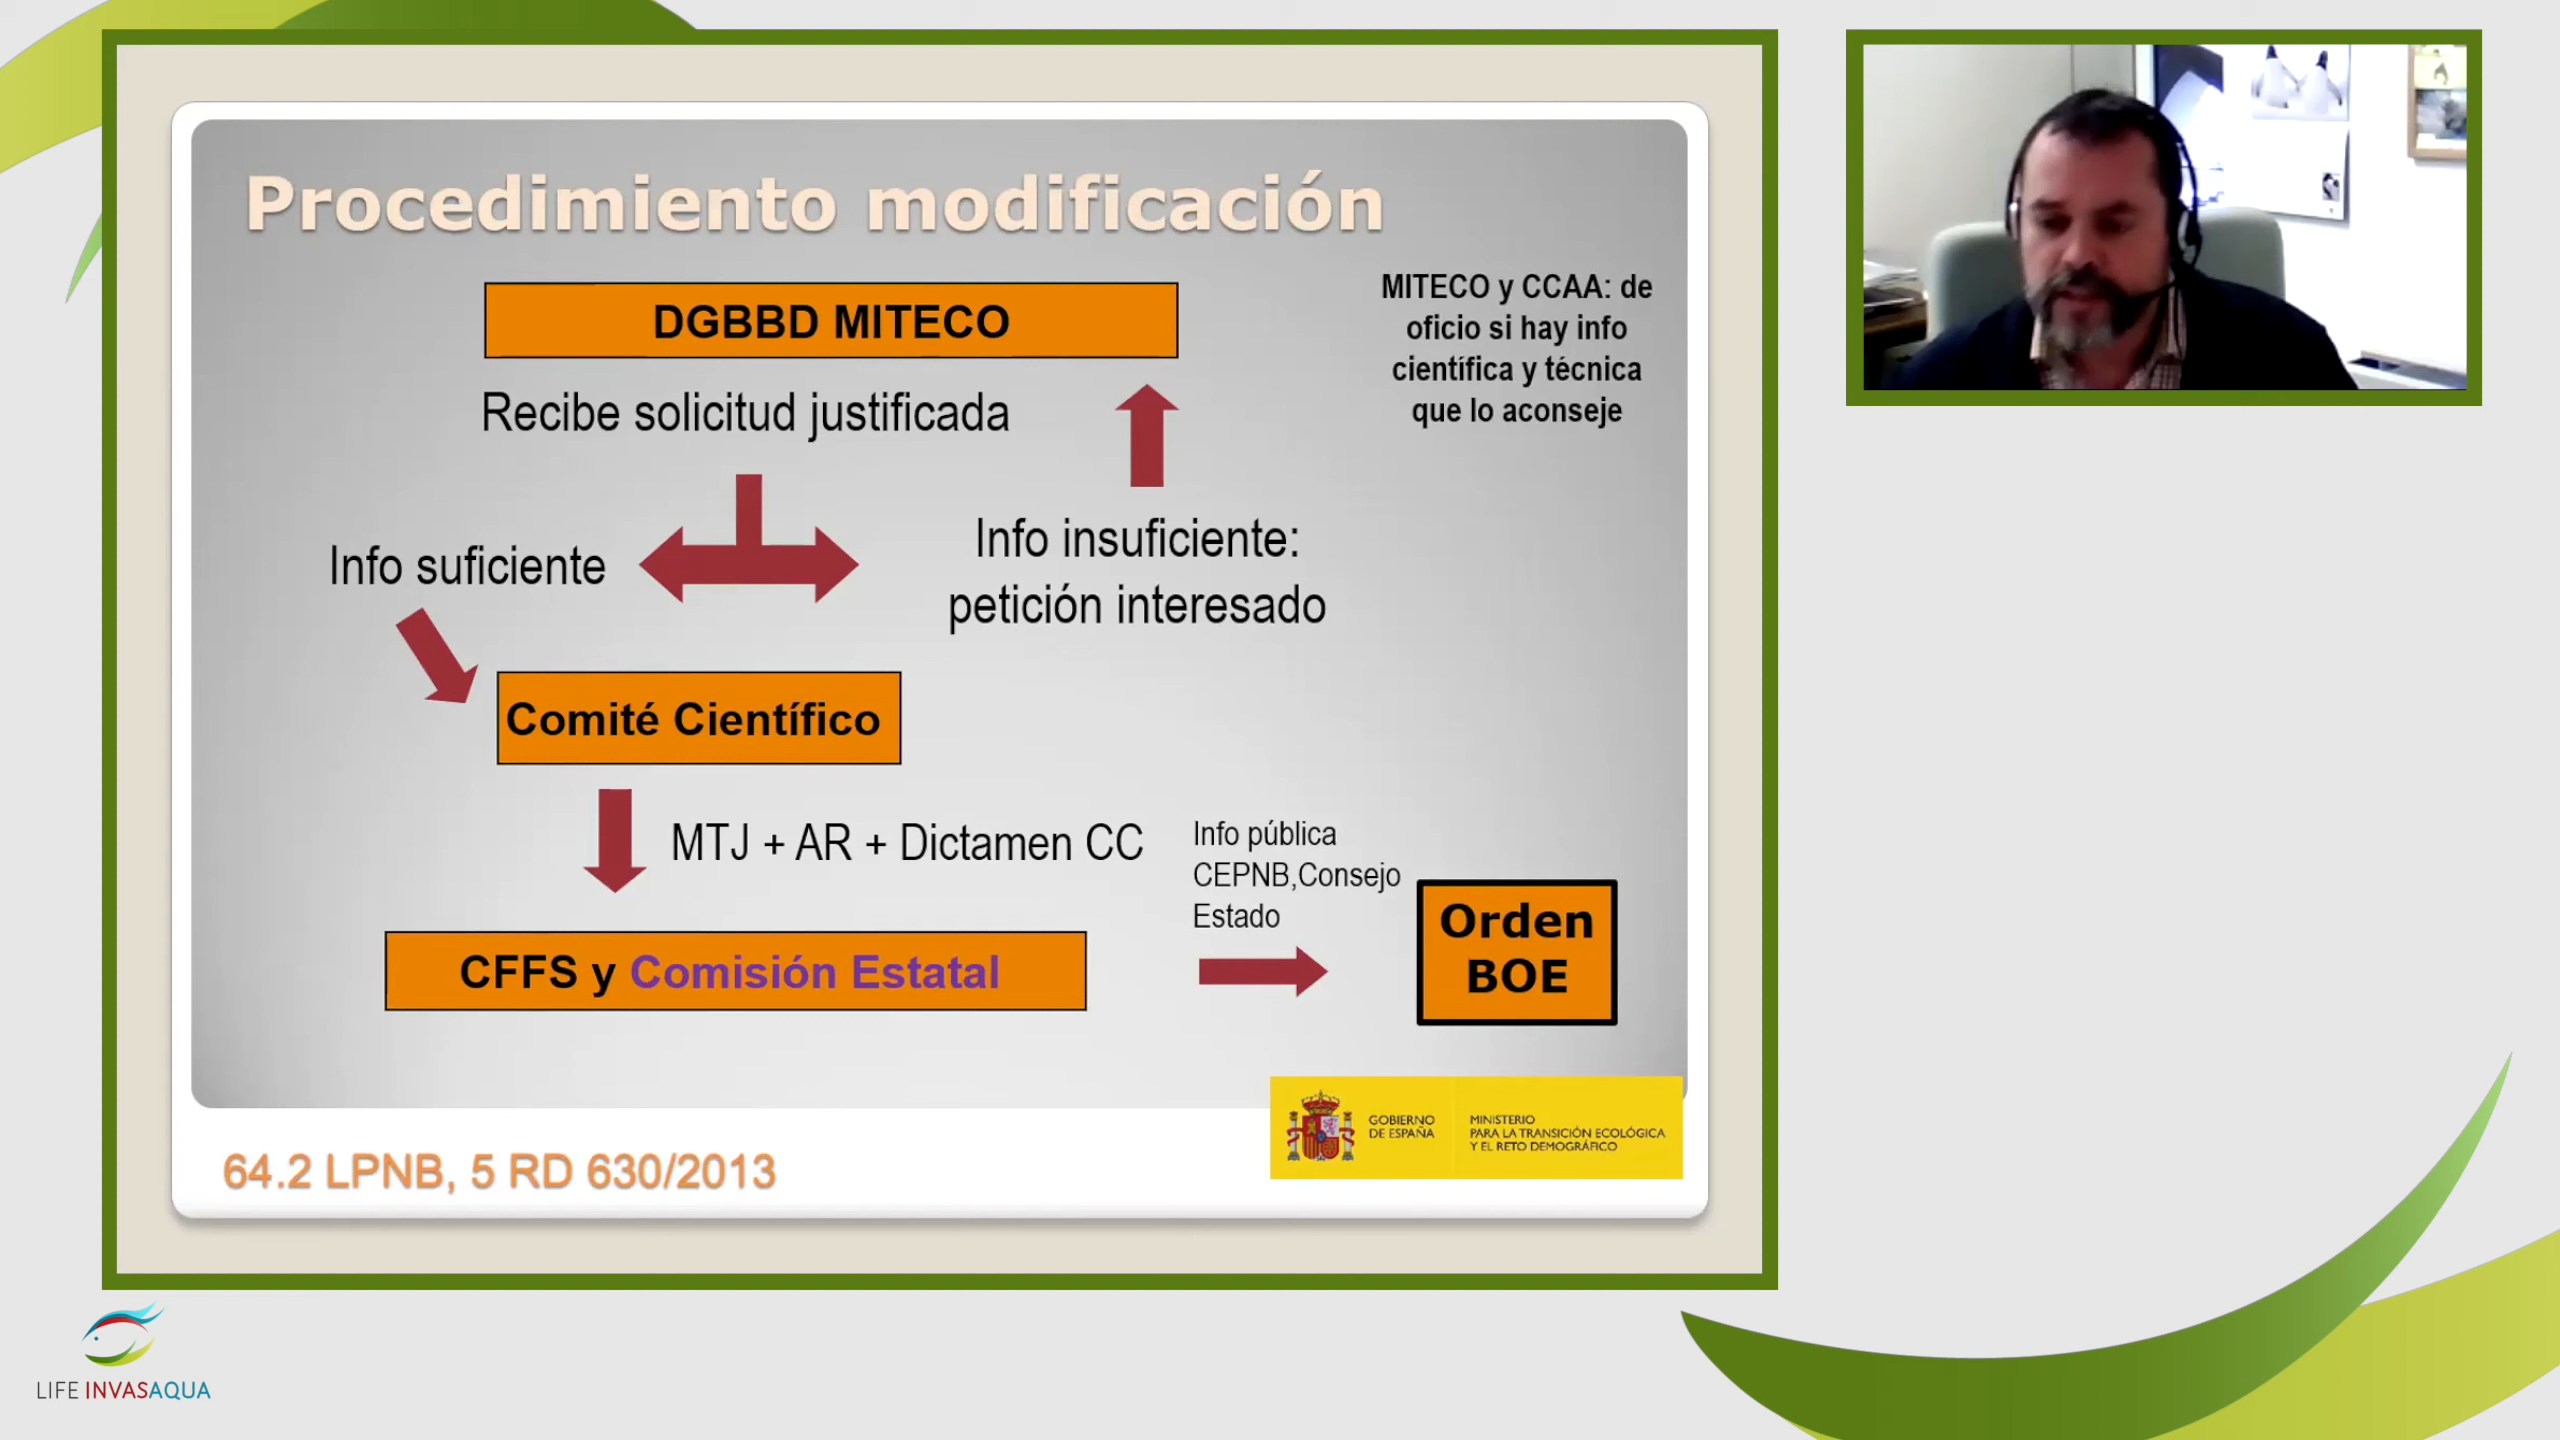 Procedimiento modificación
DGBBD MITECO
MITECO y CCAA: de
oficio si hay info
científica y técnica
que lo aconseje
Recibe solicitud justificada
Info suficiente
Info insuficiente:
petición interesado
Comité Científico
MTJ + AR + Dictamen CC
Info pública
CEPNB,Consejo
Estado
CFFS y Comisión Estatal
Orden
BOE
GOBIERNO
DE ESPAÑA
MINISTERIO
PARA LA TRANSICIÓN ECOLÓGICA
Y EL RETO DEMOGRÁFICO
64.2 LPNB, 5 RD 630/2013
LIFE INVASAQUA